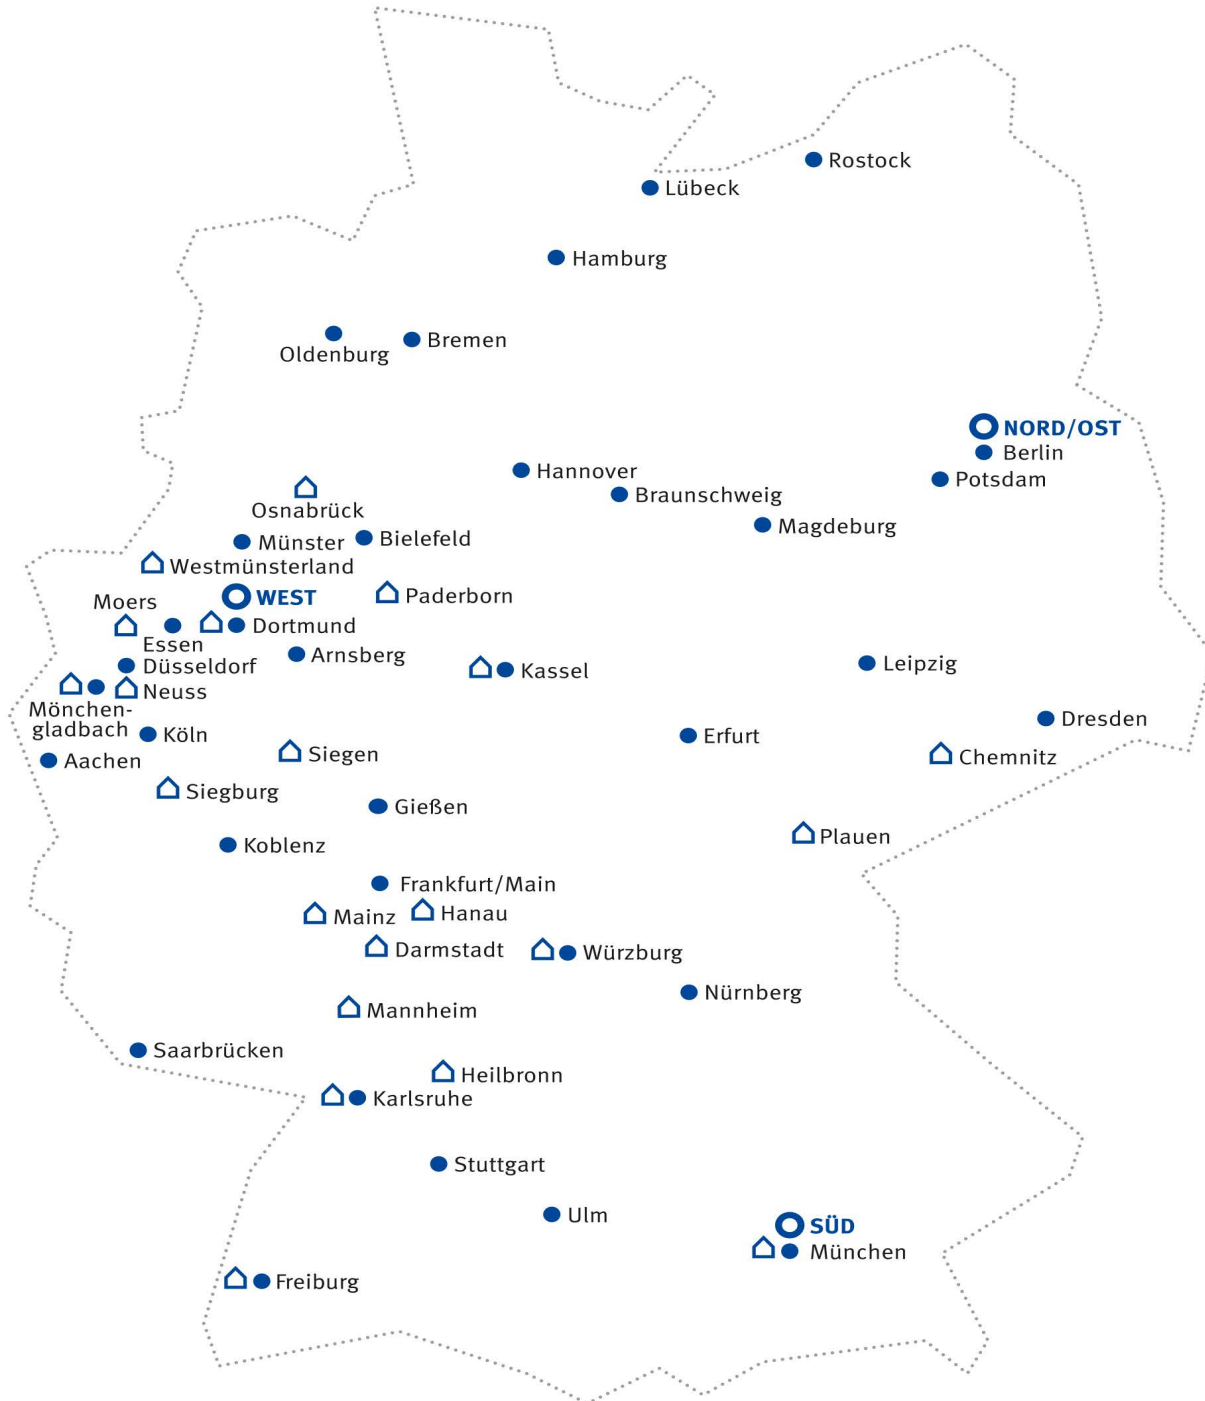 Rostock
Lübeck
Hamburg
Bremen
Oldenburg
NORD/OST
Berlin
Hannover
Potsdam
Braunschweig
Osnabrück
Magdeburg
Bielefeld
Münster
Westmünsterland
Paderborn
WEST
Moers
Dortmund
Essen
Arnsberg
Düsseldorf
Leipzig
Kassel
Neuss
Mönchen-
gladbach
Dresden
Köln
Erfurt
Siegen
Chemnitz
Aachen
Siegburg
Gießen
Plauen
Koblenz
Frankfurt/Main
Hanau
Mainz
Darmstadt
Würzburg
Nürnberg
Mannheim
Saarbrücken
Heilbronn
Karlsruhe
Stuttgart
Ulm
SÜD
München
Freiburg